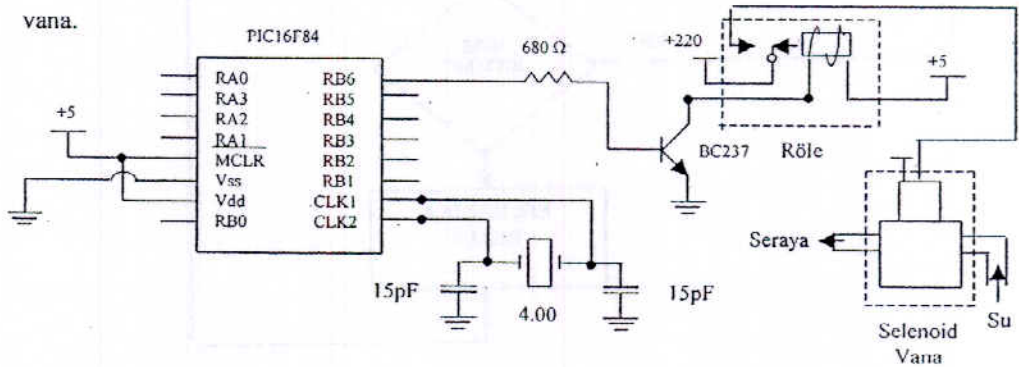 vana.
PIC16F84
RA0
RA3
RA2
RA1
MCLR
Vss
Vdd
RB0
RB6
RB5
RB4
RB3
RB2
RB1
CLK1
CLK2
+5
680 Ω
BC237
+220
+5
Röle
15pF
4.00
15pF
Seraya
Su
Selenoid
Vana